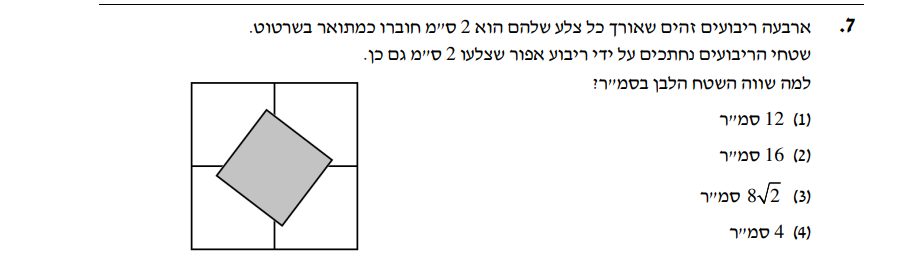 7. ארבעה ריבועים זהים שאורך כל צלע שלהם הוא 2 ס״מ חוברו כמתואר בשרטוט.
שטחי הריבועים נחתכים על ידי ריבוע אפור שצלעו 2 ס״מ גם כן.
למה שווה השטח הלבן בסמ״ר?
(1) 12 סמ״ר
(2) 16 סמ״ר
(3) 8√2 סמ״ר
(4) 4 סמ״ר